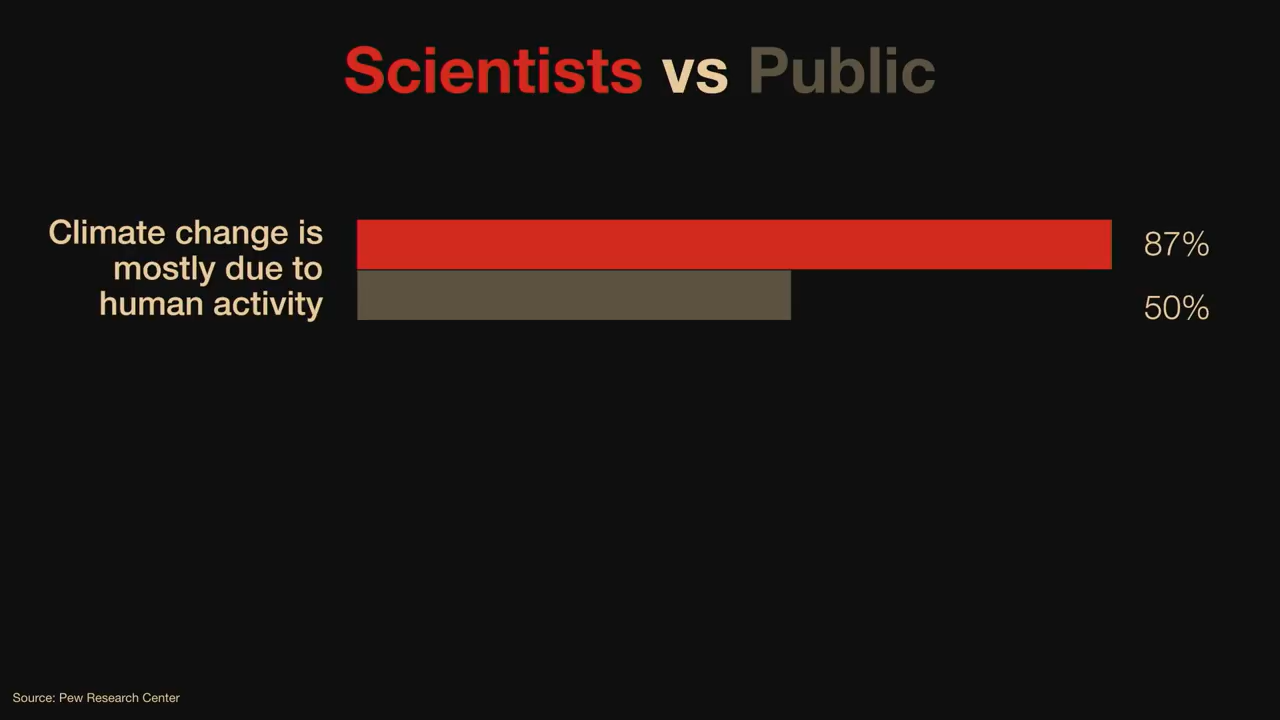 Scientists vs Public
Climate change is
mostly due to
human activity
87%
50%
Source: Pew Research Center